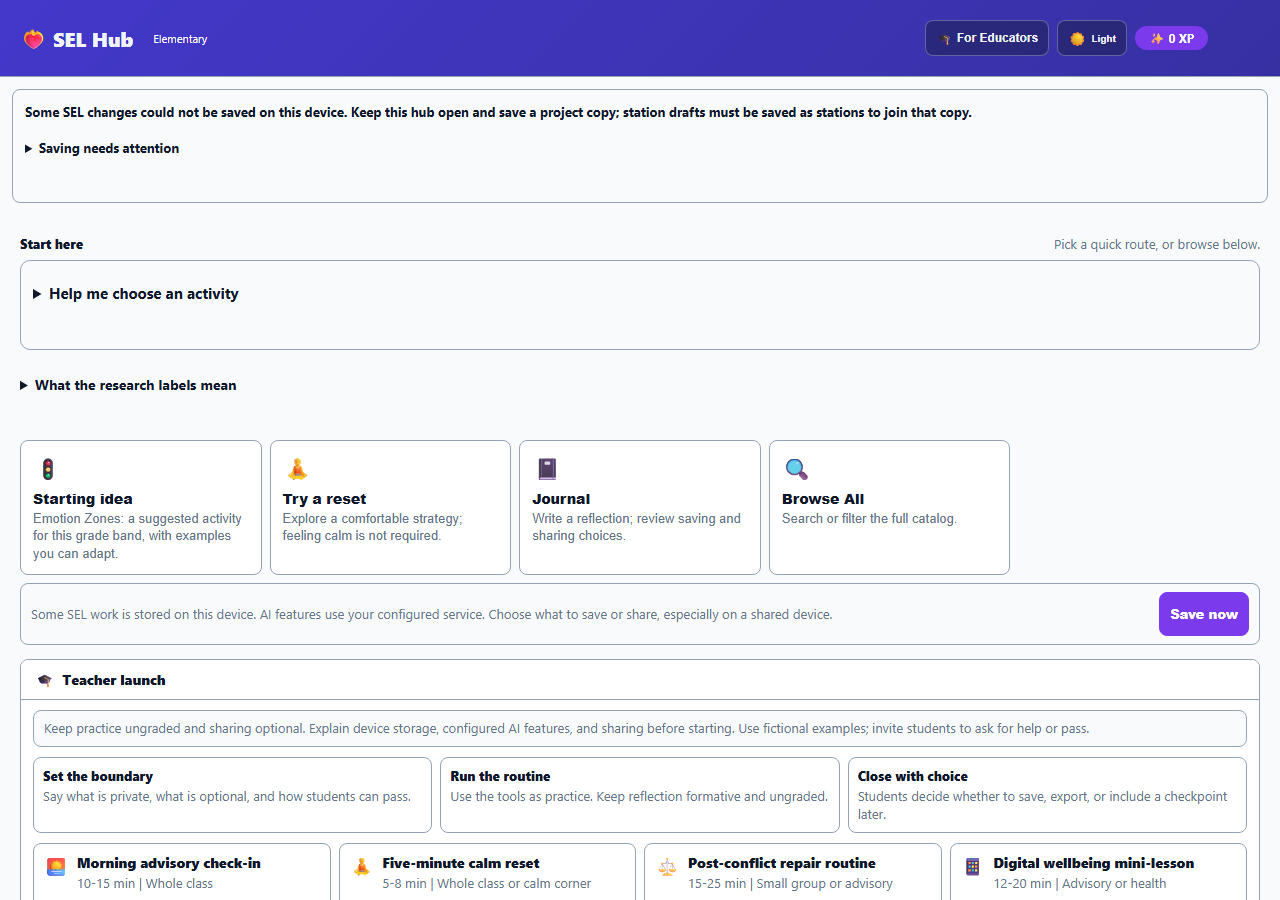 SEL Hub
Elementary
For Educators
Light
0 XP
Some SEL changes could not be saved on this device. Keep this hub open and save a project copy; station drafts must be saved as stations to join that copy.
Saving needs attention
Start here
Pick a quick route, or browse below.
Help me choose an activity
What the research labels mean
Starting idea
Emotion Zones: a suggested activity
for this grade band, with examples
you can adapt.
Try a reset
Explore a comfortable strategy;
feeling calm is not required.
Journal
Write a reflection; review saving and
sharing choices.
Browse All
Search or filter the full catalog.
Some SEL work is stored on this device. AI features use your configured service. Choose what to save or share, especially on a shared device.
Save now
Teacher launch
Keep practice ungraded and sharing optional. Explain device storage, configured AI features, and sharing before starting. Use fictional examples; invite students to ask for help or pass.
Set the boundary
Say what is private, what is optional, and how students can pass.
Run the routine
Use the tools as practice. Keep reflection formative and ungraded.
Close with choice
Students decide whether to save, export, or include a checkpoint
later.
Morning advisory check-in
10-15 min | Whole class
Five-minute calm reset
5-8 min | Whole class or calm corner
Post-conflict repair routine
15-25 min | Small group or advisory
Digital wellbeing mini-lesson
12-20 min | Advisory or health